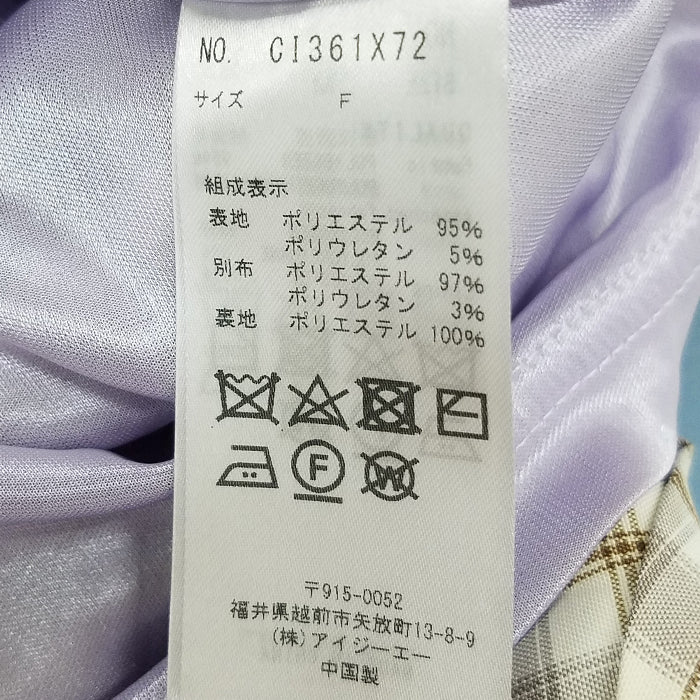 NO. CI361X72
サイズ F
組成表示
表地 ポリエステル 95%
ポリウレタン 5%
別布 ポリエステル 97%
ポリウレタン 3%
裏地 ポリエステル 100%
F W
〒915-0052
福井県越前市矢放町13-8-9
(株)アイジーエー
中国製